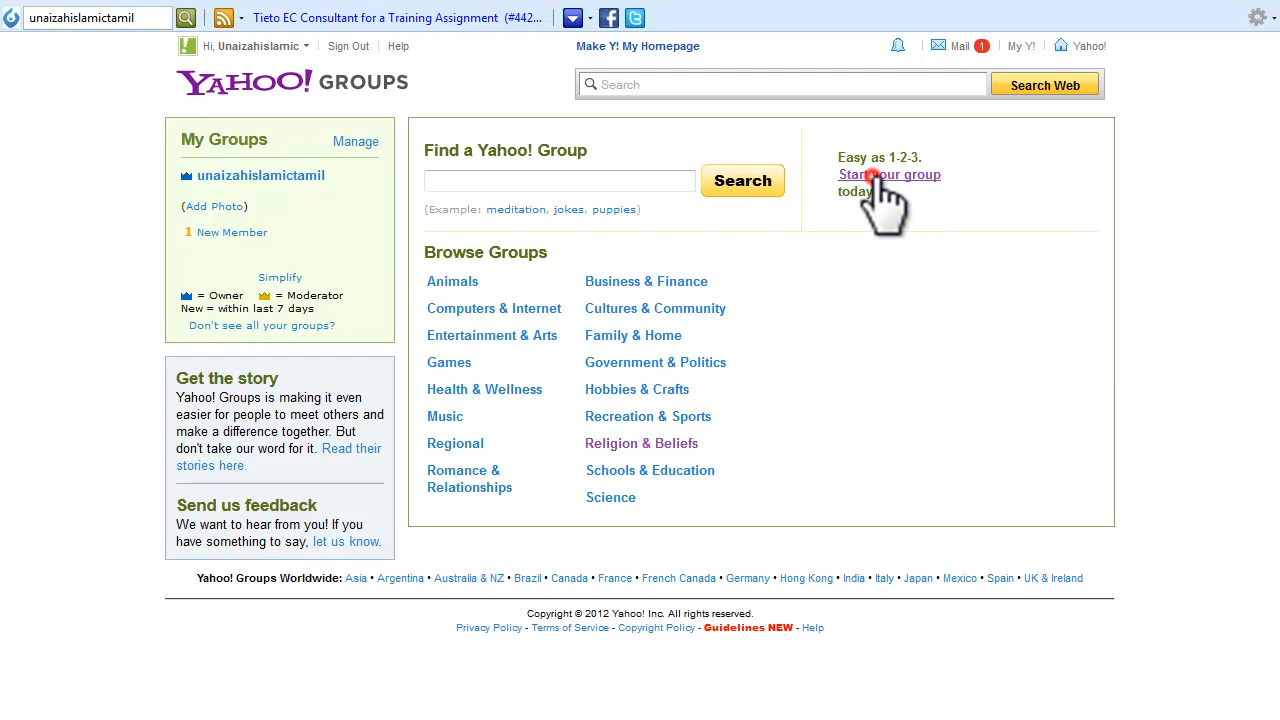 unaizahislamictamil
Tieto EC Consultant for a Training Assignment (#442...
Hi, Unaizahislamic
Sign Out
Help
Make Y! My Homepage
Mail 1
My Y!
Yahoo!
YAHOO! GROUPS
Search
Search Web
My Groups
Manage
unaizahislamictamil
(Add Photo)
1 New Member
Simplify
= Owner = Moderator
New = within last 7 days
Don't see all your groups?
Get the story
Yahoo! Groups is making it even
easier for people to meet others and
make a difference together. But
don't take our word for it. Read their
stories here.
Send us feedback
We want to hear from you! If you
have something to say, let us know.
Find a Yahoo! Group
Search
(Example: meditation, jokes, puppies)
Easy as 1-2-3.
Start your group
today
Browse Groups
Animals
Business & Finance
Computers & Internet
Cultures & Community
Entertainment & Arts
Family & Home
Games
Government & Politics
Health & Wellness
Hobbies & Crafts
Music
Recreation & Sports
Regional
Religion & Beliefs
Romance &
Relationships
Schools & Education
Science
Yahoo! Groups Worldwide: Asia • Argentina • Australia & NZ • Brazil • Canada • France • French Canada • Germany • Hong Kong • India • Italy • Japan • Mexico • Spain • UK & Ireland
Copyright © 2012 Yahoo! Inc. All rights reserved.
Privacy Policy - Terms of Service - Copyright Policy - Guidelines NEW - Help